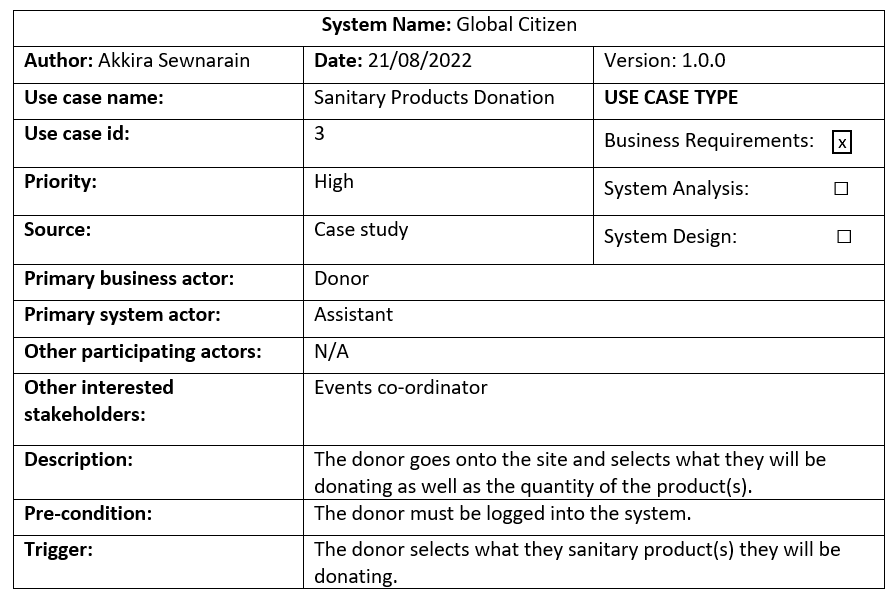 System Name: Global Citizen
Author: Akkira Sewnarain Date: 21/08/2022 Version: 1.0.0
Use case name: Sanitary Products Donation USE CASE TYPE
Use case id: 3 Business Requirements: x
Priority: High System Analysis: ☐
Source: Case study System Design: ☐
Primary business actor: Donor
Primary system actor: Assistant
Other participating actors: N/A
Other interested Events co-ordinator
stakeholders:
Description: The donor goes onto the site and selects what they will be
donating as well as the quantity of the product(s).
Pre-condition: The donor must be logged into the system.
Trigger: The donor selects what they sanitary product(s) they will be
donating.